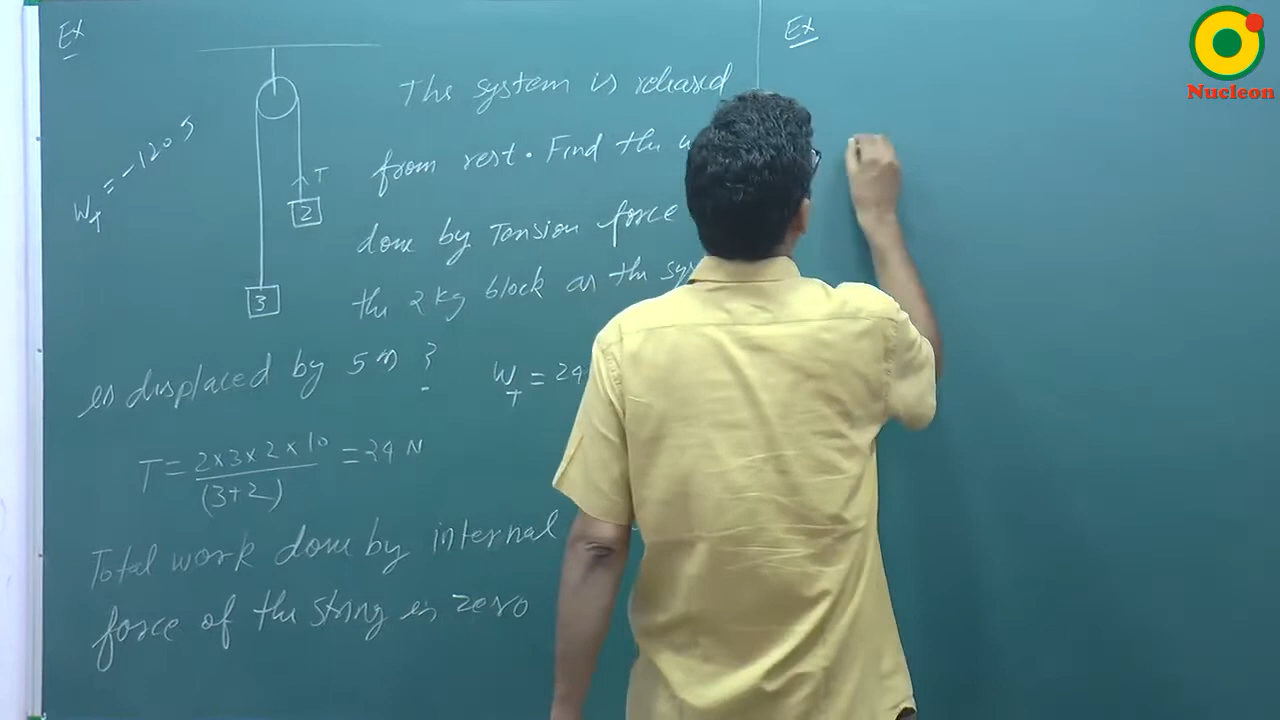 Ex
The system is released
from rest. Find the
done by Tension force
the 2 kg block as the
is displaced by 5 m ?
W_T = -120 J
T
2
3
W_T = 24
T = 2×3×2×10 / (3+2) = 24 N
Total work done by internal
force of the string is zero
Ex
Nucleon